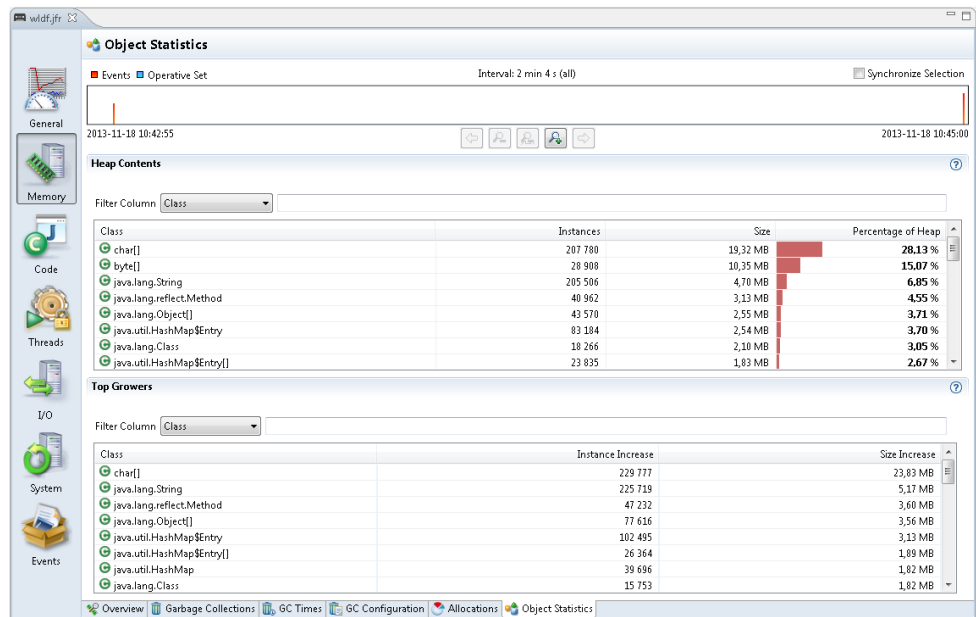 wldf.jfr
Object Statistics
Events Operative Set Interval: 2 min 4 s (all) Synchronize Selection
2013-11-18 10:42:55 2013-11-18 10:45:00
General
Memory
Code
Threads
I/O
System
Events
Heap Contents
Filter Column Class
Class Instances Size Percentage of Heap
char[] 207 780 19,32 MB 28,13 %
byte[] 28 908 10,35 MB 15,07 %
java.lang.String 205 506 4,70 MB 6,85 %
java.lang.reflect.Method 40 962 3,13 MB 4,55 %
java.lang.Object[] 43 570 2,55 MB 3,71 %
java.util.HashMap$Entry 83 184 2,54 MB 3,70 %
java.lang.Class 18 266 2,10 MB 3,05 %
java.util.HashMap$Entry[] 23 835 1,83 MB 2,67 %
Top Growers
Filter Column Class
Class Instance Increase Size Increase
char[] 229 777 23,83 MB
java.lang.String 225 719 5,17 MB
java.lang.reflect.Method 47 232 3,60 MB
java.lang.Object[] 77 616 3,56 MB
java.util.HashMap$Entry 102 495 3,13 MB
java.util.HashMap$Entry[] 26 364 1,89 MB
java.util.HashMap 39 696 1,82 MB
java.lang.Class 15 753 1,82 MB
Overview Garbage Collections GC Times GC Configuration Allocations Object Statistics